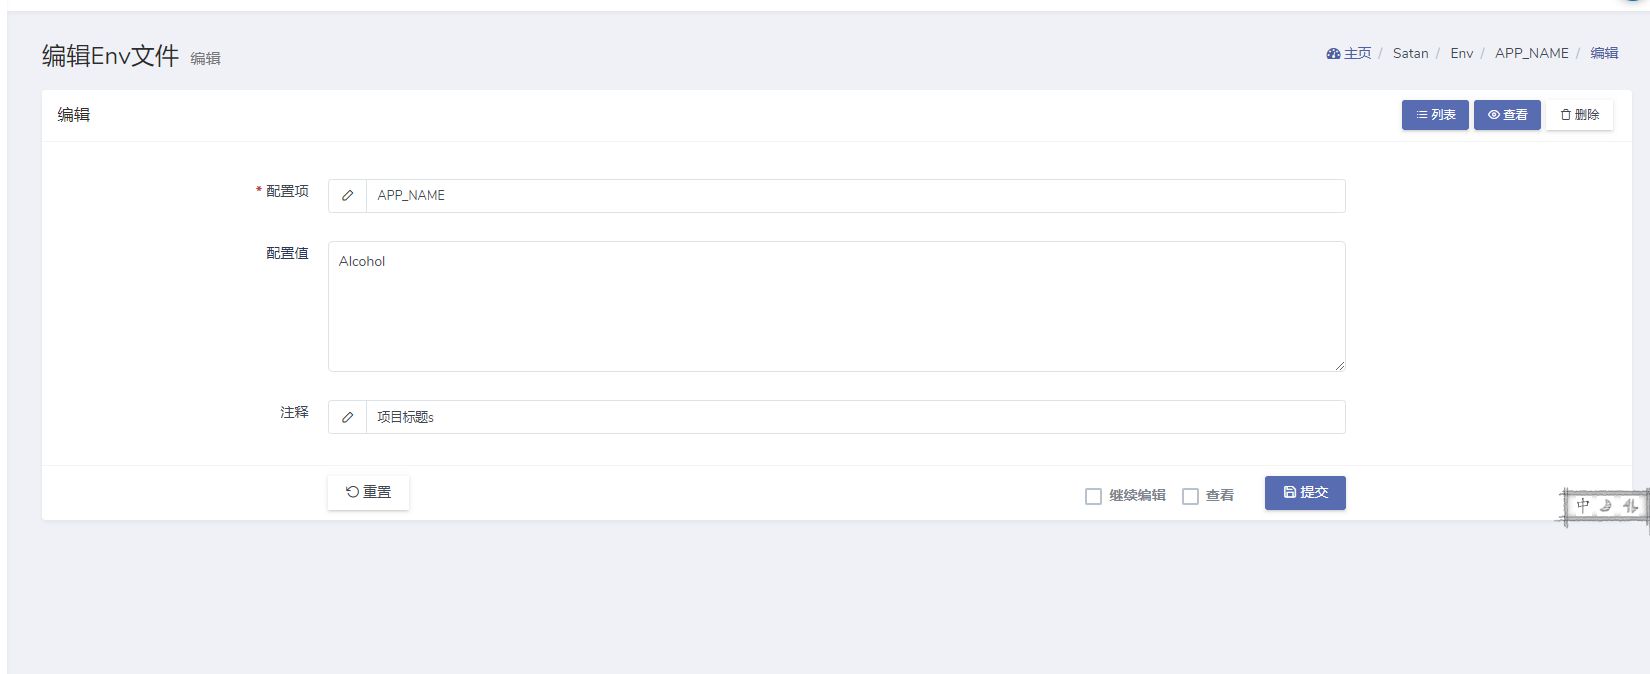 编辑Env文件 编辑
主页 / Satan / Env / APP_NAME / 编辑
编辑
列表 查看 删除
* 配置项 APP_NAME
配置值 Alcohol
注释 项目标题s
重置 继续编辑 查看 提交
中